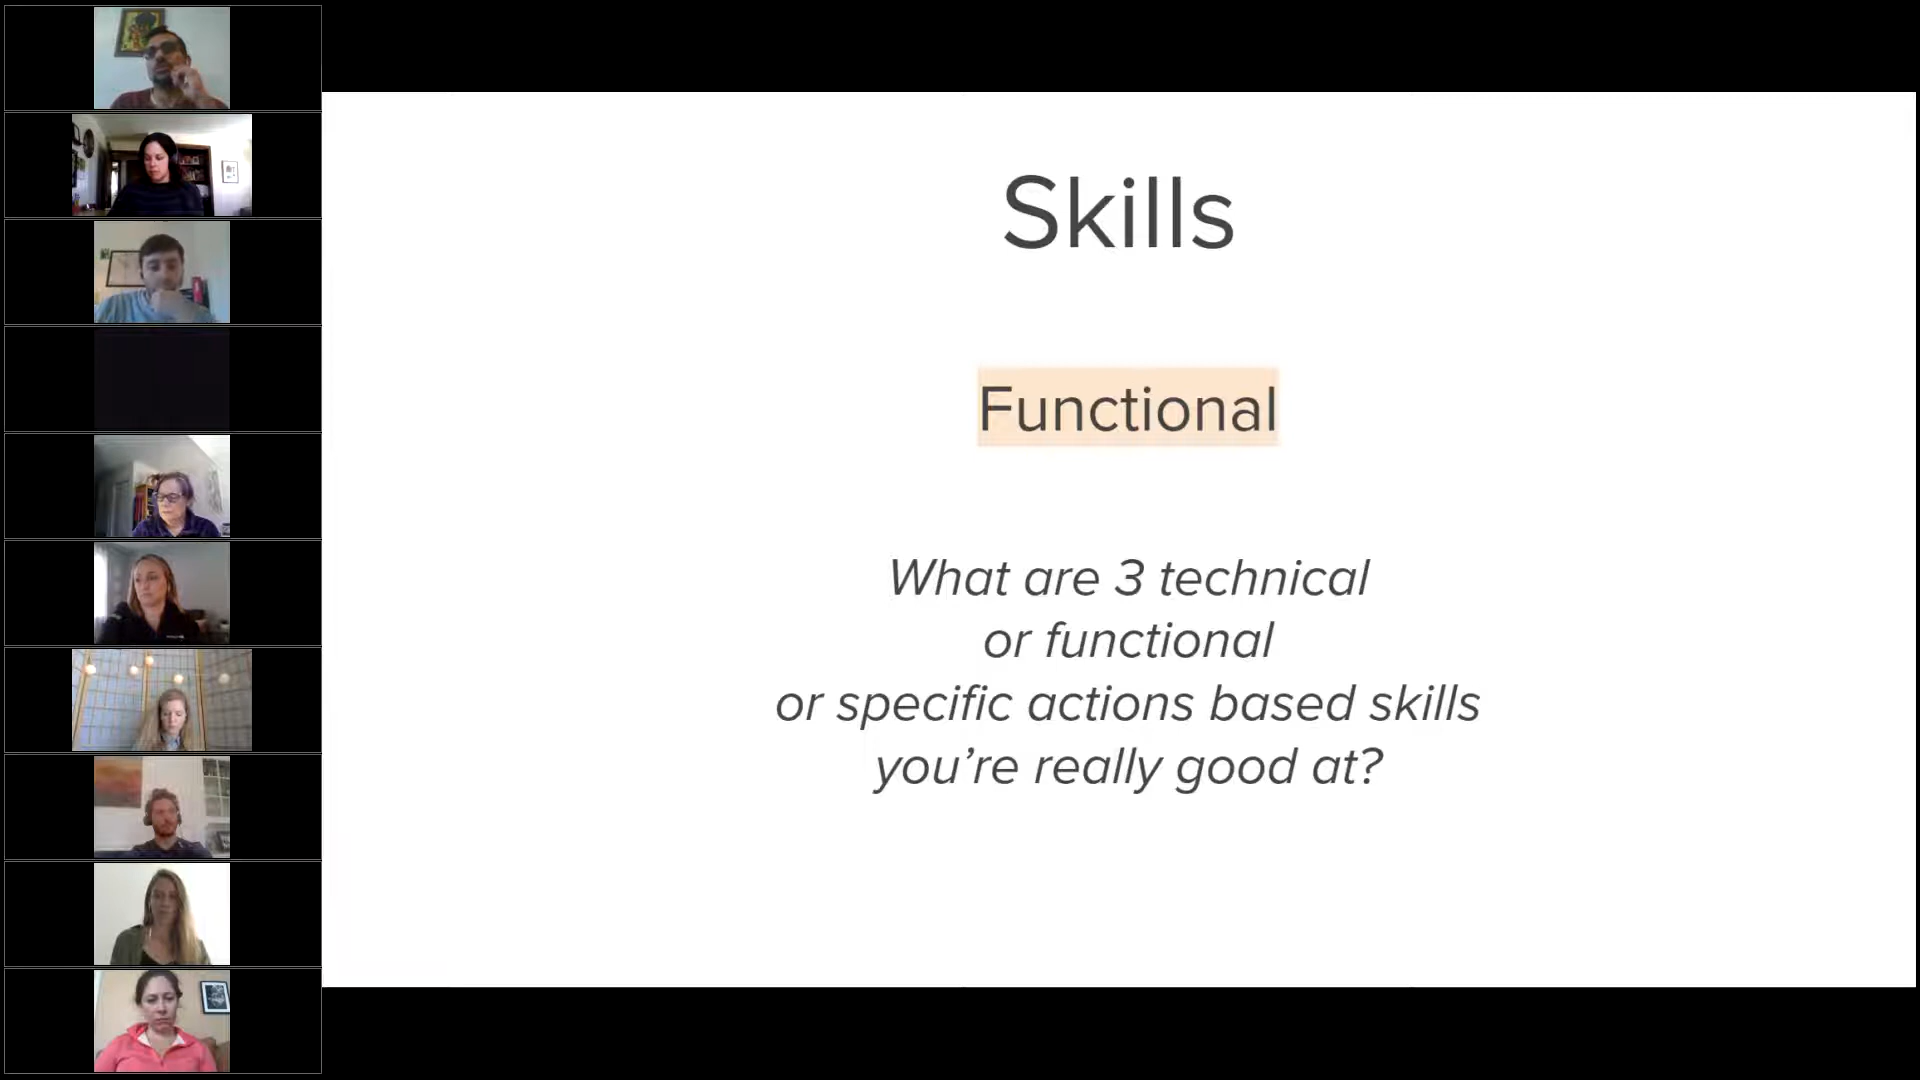 Skills
Functional
What are 3 technical
or functional
or specific actions based skills
you're really good at?